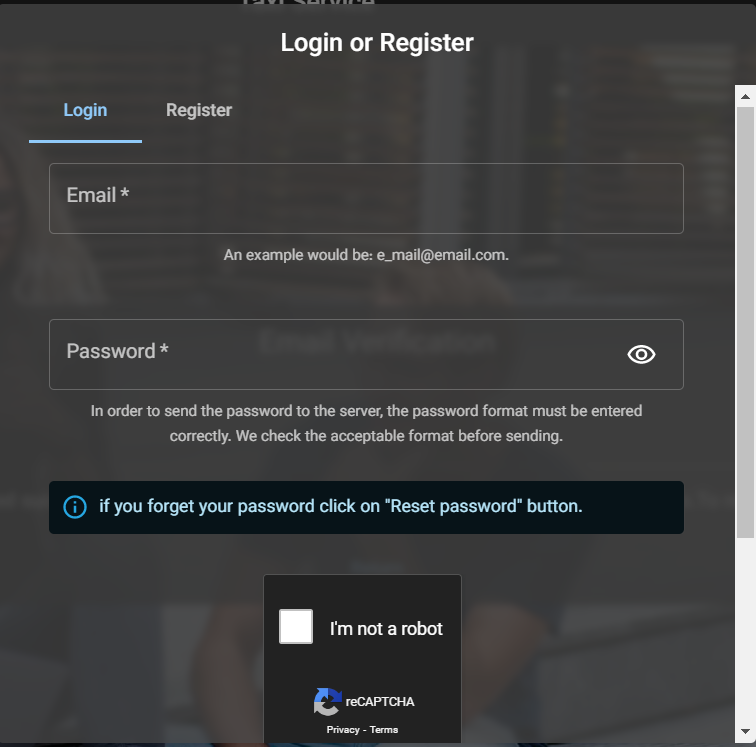 Taxi Service
Login or Register
Login
Register
Email *
An example would be: e_mail@email.com.
Email Verification
Password *
In order to send the password to the server, the password format must be entered
correctly. We check the acceptable format before sending.
if you forget your password click on "Reset password" button.
I'm not a robot
reCAPTCHA
Privacy - Terms